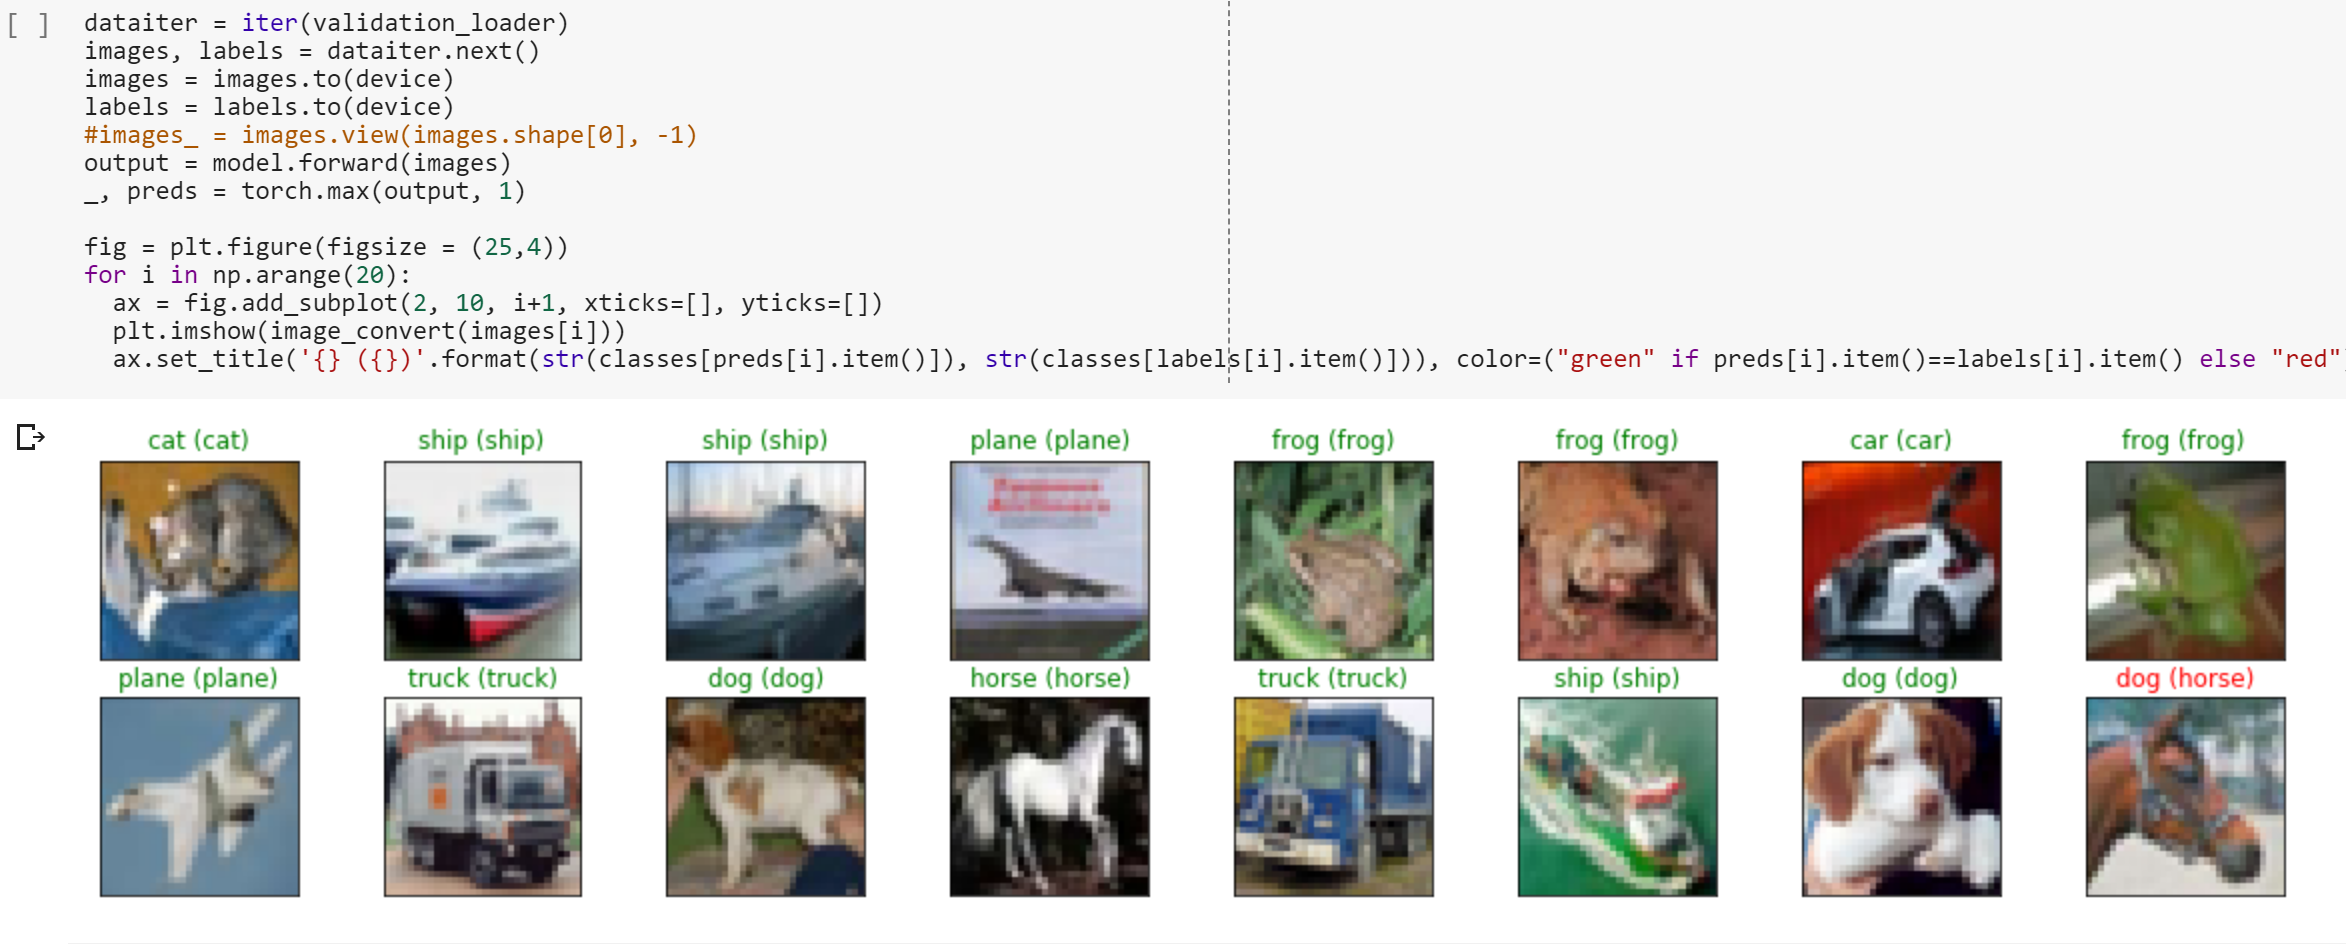 [ ]
dataiter = iter(validation_loader)
images, labels = dataiter.next()
images = images.to(device)
labels = labels.to(device)
#images_ = images.view(images.shape[0], -1)
output = model.forward(images)
_, preds = torch.max(output, 1)
fig = plt.figure(figsize = (25,4))
for i in np.arange(20):
ax = fig.add_subplot(2, 10, i+1, xticks=[], yticks=[])
plt.imshow(image_convert(images[i]))
ax.set_title('{} ({})'.format(str(classes[preds[i].item()]), str(classes[labels[i].item()])), color=("green" if preds[i].item()==labels[i].item() else "red"
cat (cat) ship (ship) ship (ship) plane (plane) frog (frog) frog (frog) car (car) frog (frog)
plane (plane) truck (truck) dog (dog) horse (horse) truck (truck) ship (ship) dog (dog) dog (horse)